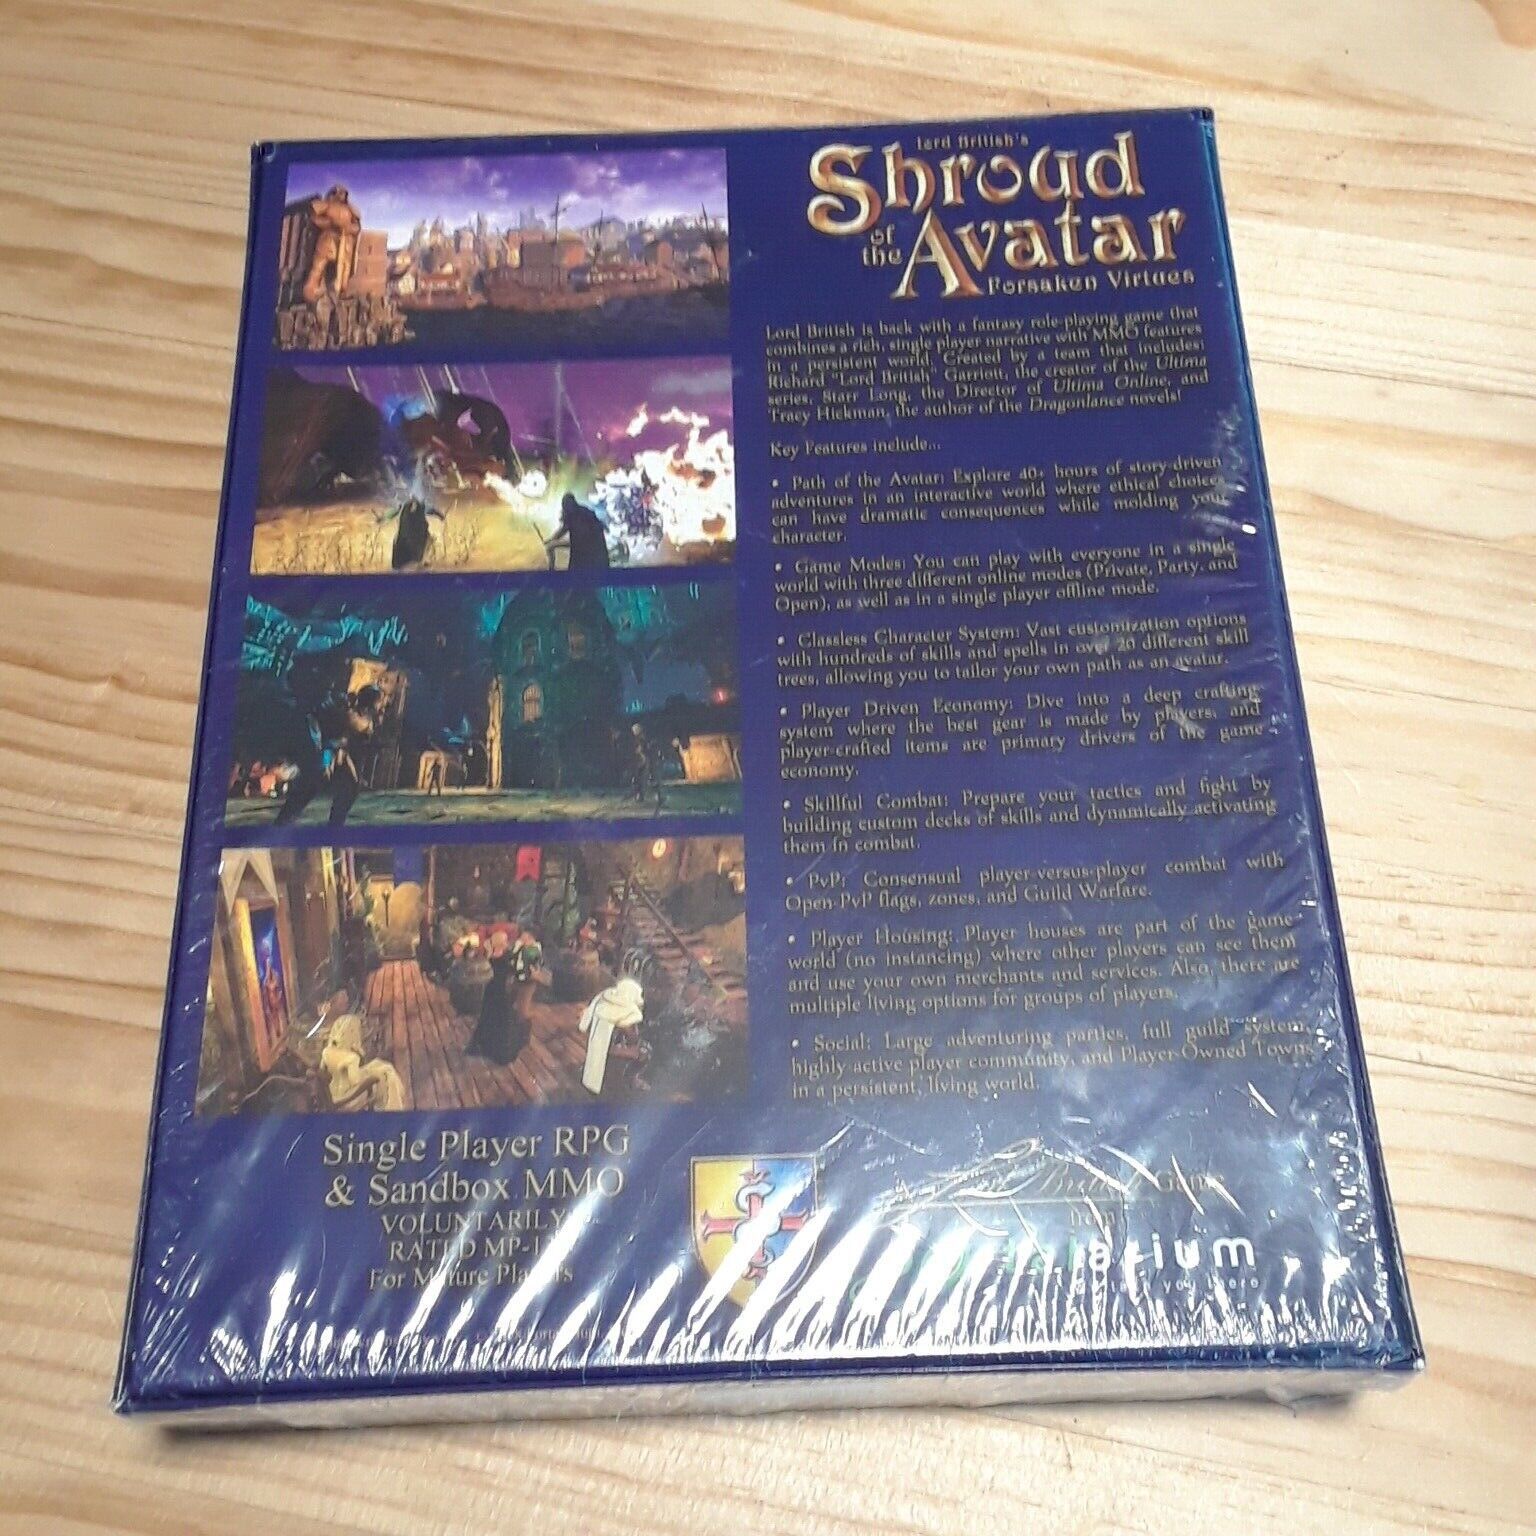 Lord British's
Shroud
of
the Avatar
Forsaken Virtues
Lord British is back with a fantasy role-playing game that
combines a rich, single player narrative with MMO features
in a persistent world. Created by a team that includes:
Richard "Lord British" Garriott, the creator of the Ultima
series, Starr Long, the Director of Ultima Online, and
Tracy Hickman, the author of the Dragonlance novels!
Key Features include...
• Path of the Avatar: Explore 40+ hours of story-driven
adventures in an interactive world where ethical choices
can have dramatic consequences while molding your
character.
• Game Modes: You can play with everyone in a single
world with three different online modes (Private, Party, and
Open), as well as in a single player offline mode.
• Classless Character System: Vast customization options
with hundreds of skills and spells in over 20 different skill
trees, allowing you to tailor your own path as an avatar.
• Player Driven Economy: Dive into a deep crafting
system where the best gear is made by players, and
player-crafted items are primary drivers of the game
economy.
• Skillful Combat: Prepare your tactics and fight by
building custom decks of skills and dynamically activating
them in combat.
• PvP: Consensual player-versus-player combat with
Open-PvP flags, zones, and Guild Warfare.
• Player Housing: Player houses are part of the game
world (no instancing) where other players can see them
and use your own merchants and services. Also, there are
multiple living options for groups of players.
• Social: Large adventuring parties, full guild system,
highly active player community, and Player Owned Towns
in a persistent, living world.
Single Player RPG
& Sandbox MMO
VOLUNTARILY
RATED
For Mature Players
Game
from